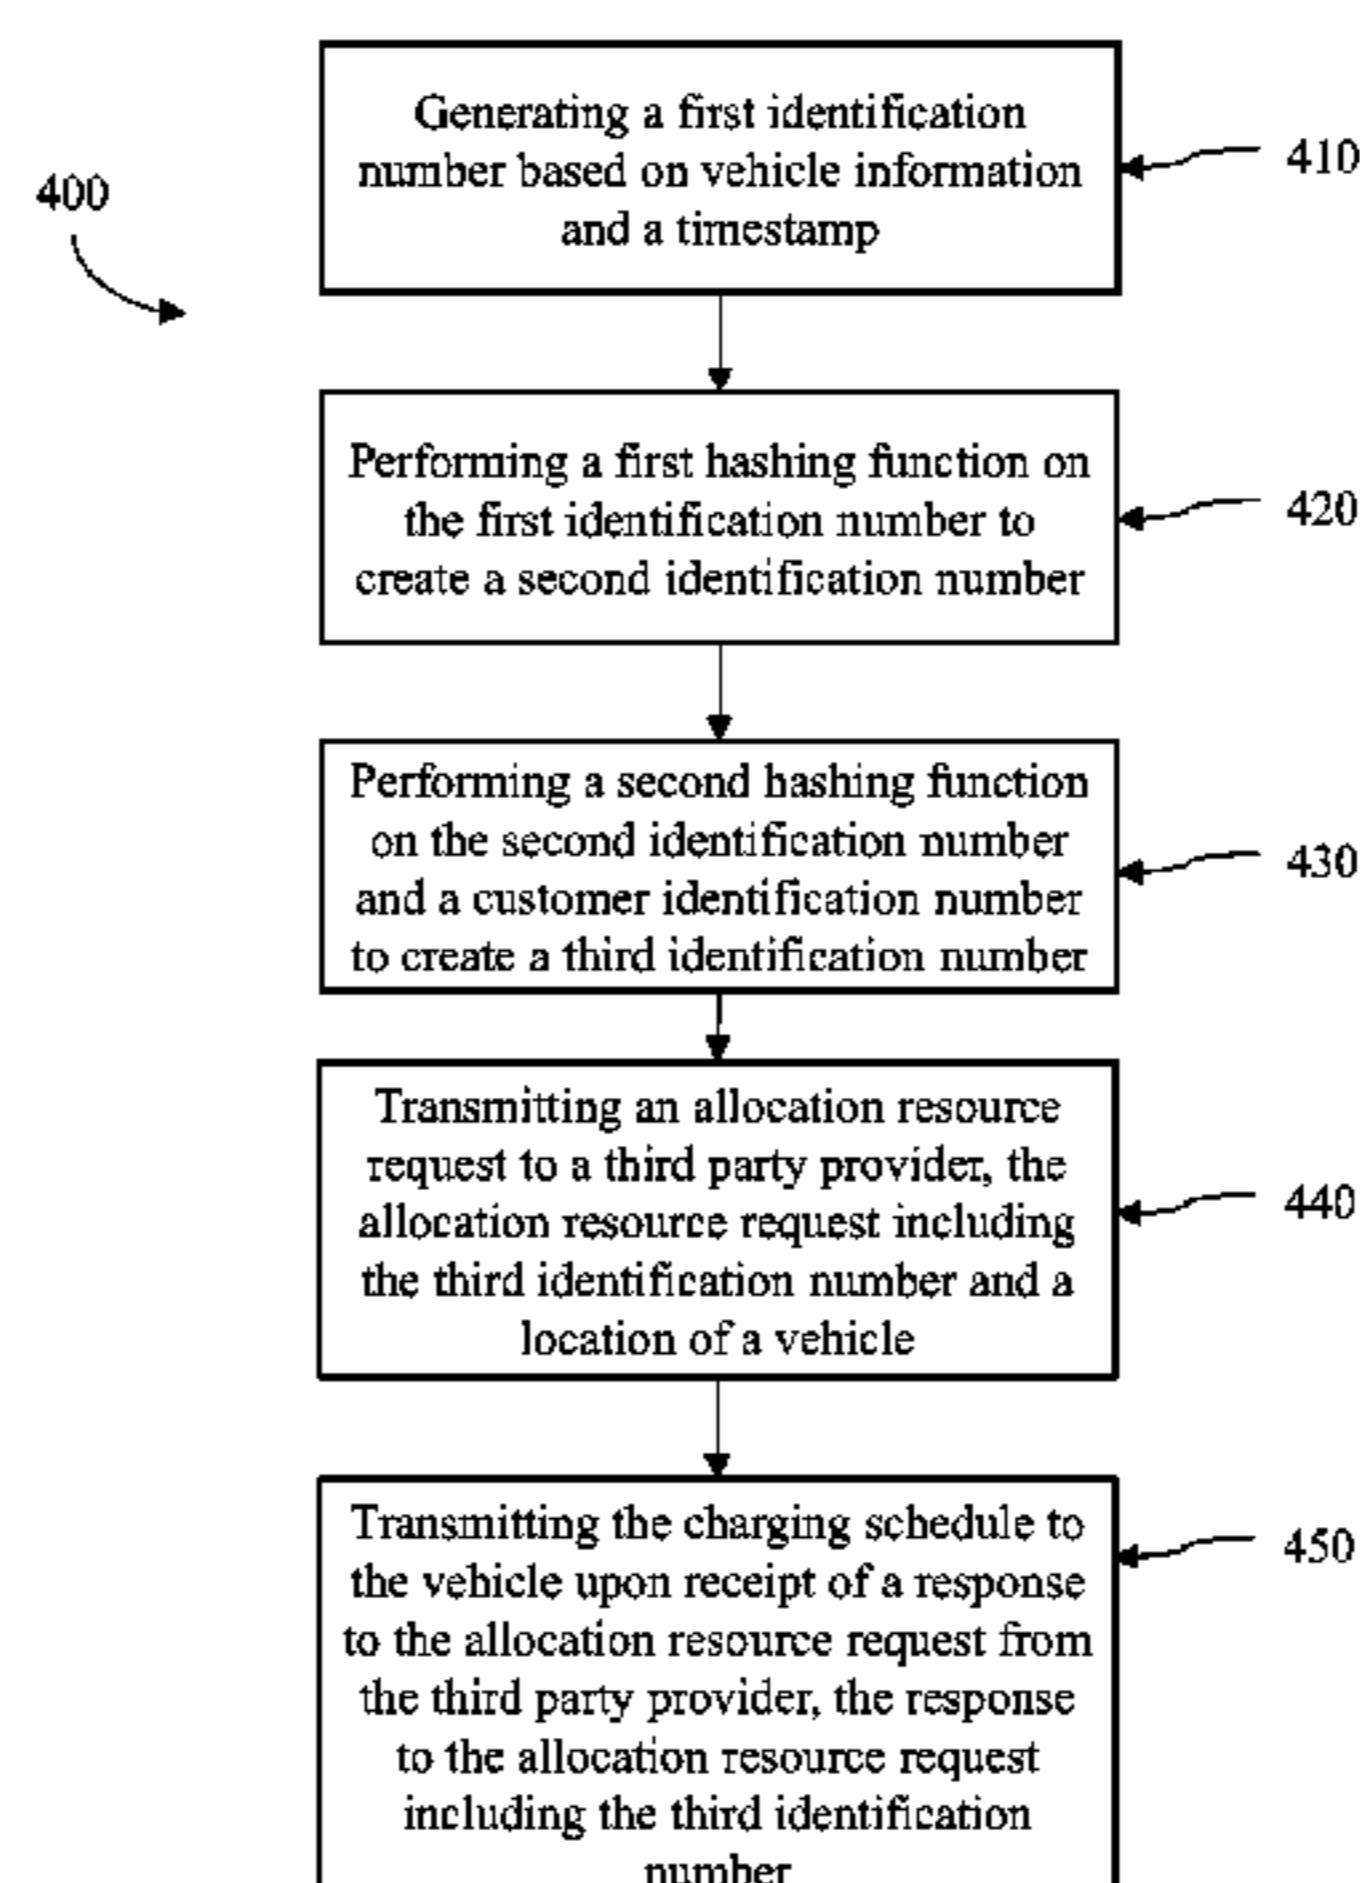 400
Generating a first identification
number based on vehicle information
and a timestamp
410
Performing a first hashing function on
the first identification number to
create a second identification number
420
Performing a second hashing function
on the second identification number
and a customer identification number
to create a third identification number
430
Transmitting an allocation resource
request to a third party provider, the
allocation resource request including
the third identification number and a
location of a vehicle
440
Transmitting the charging schedule to
the vehicle upon receipt of a response
to the allocation resource request from
the third party provider, the response
to the allocation resource request
including the third identification
number
450